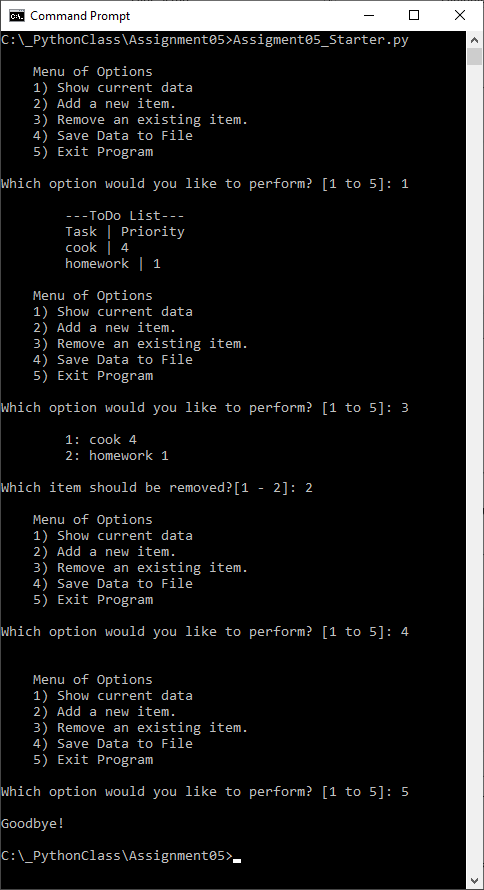 Command Prompt
C:\_PythonClass\Assignment05>Assigment05_Starter.py
Menu of Options
1) Show current data
2) Add a new item.
3) Remove an existing item.
4) Save Data to File
5) Exit Program
Which option would you like to perform? [1 to 5]: 1
---ToDo List---
Task | Priority
cook | 4
homework | 1
Menu of Options
1) Show current data
2) Add a new item.
3) Remove an existing item.
4) Save Data to File
5) Exit Program
Which option would you like to perform? [1 to 5]: 3
1: cook 4
2: homework 1
Which item should be removed?[1 - 2]: 2
Menu of Options
1) Show current data
2) Add a new item.
3) Remove an existing item.
4) Save Data to File
5) Exit Program
Which option would you like to perform? [1 to 5]: 4
Menu of Options
1) Show current data
2) Add a new item.
3) Remove an existing item.
4) Save Data to File
5) Exit Program
Which option would you like to perform? [1 to 5]: 5
Goodbye!
C:\_PythonClass\Assignment05>